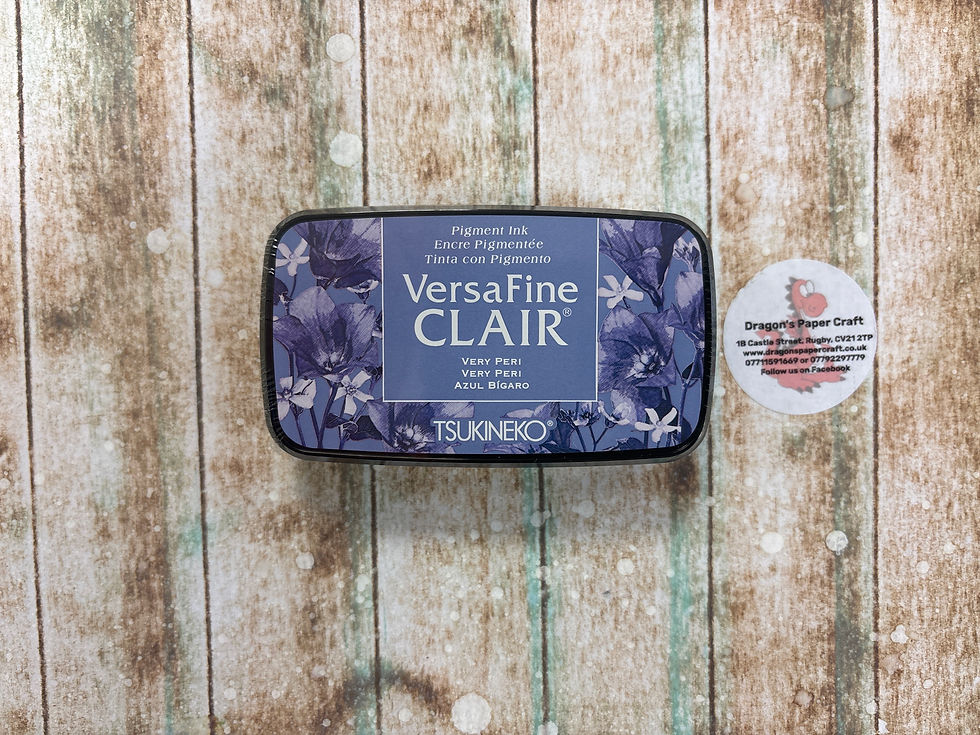 Pigment Ink
Encre Pigmentée
Tinta con Pigmento
VersaFine
CLAIR®
VERY PERI
VERY PERI
AZUL BÍGARO
TSUKINEKO®
Dragon's Paper Craft
1B Castle Street, Rugby, CV21 2TP
www.dragonspapercraft.co.uk
07711591669 or 07792297779
Follow us on Facebook